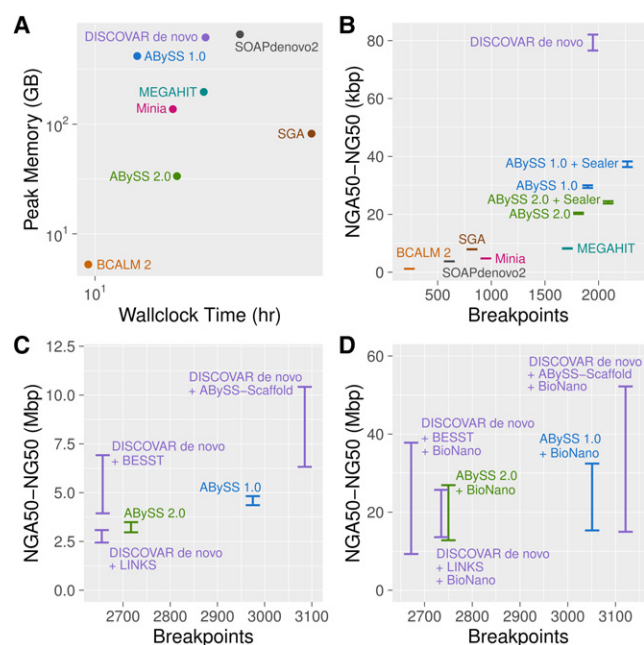 A
DISCOVAR de novo
SOAPdenovo2
ABySS 1.0
MEGAHIT
Minia
SGA
ABySS 2.0
BCALM 2
Peak Memory (GB)
10²
10¹
10¹
Wallclock Time (hr)
B
DISCOVAR de novo
ABySS 1.0 + Sealer
ABySS 1.0
ABySS 2.0 + Sealer
ABySS 2.0
SGA
MEGAHIT
BCALM 2
Minia
SOAPdenovo2
NGA50−NG50 (kbp)
80
60
40
20
0
500 1000 1500 2000
Breakpoints
C
DISCOVAR de novo
+ ABySS−Scaffold
DISCOVAR de novo
+ BESST
ABySS 1.0
ABySS 2.0
DISCOVAR de novo
+ LINKS
NGA50−NG50 (Mbp)
12.5
10.0
7.5
5.0
2.5
0.0
2700 2800 2900 3000 3100
Breakpoints
D
DISCOVAR de novo
+ ABySS−Scaffold
+ BioNano
DISCOVAR de novo
+ BESST
+ BioNano
ABySS 1.0
+ BioNano
ABySS 2.0
+ BioNano
DISCOVAR de novo
+ LINKS
+ BioNano
NGA50−NG50 (Mbp)
60
40
20
0
2700 2800 2900 3000 3100
Breakpoints